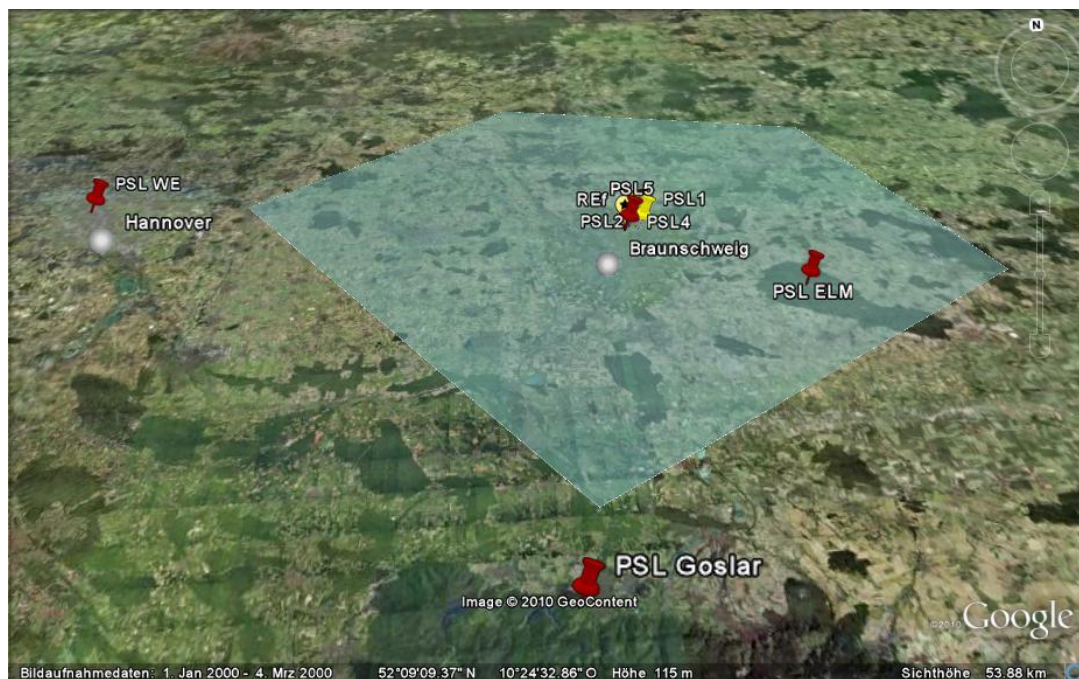 N
PSL WE
Hannover
PSL5
REf
PSL1
PSL2
PSL4
Braunschweig
PSL ELM
PSL Goslar
Image © 2010 GeoContent
©2010 Google
Bildaufnahmedaten: 1. Jan 2000 - 4. Mrz 2000 52°09'09.37" N 10°24'32.86" O Höhe 115 m Sichthöhe 53.88 km